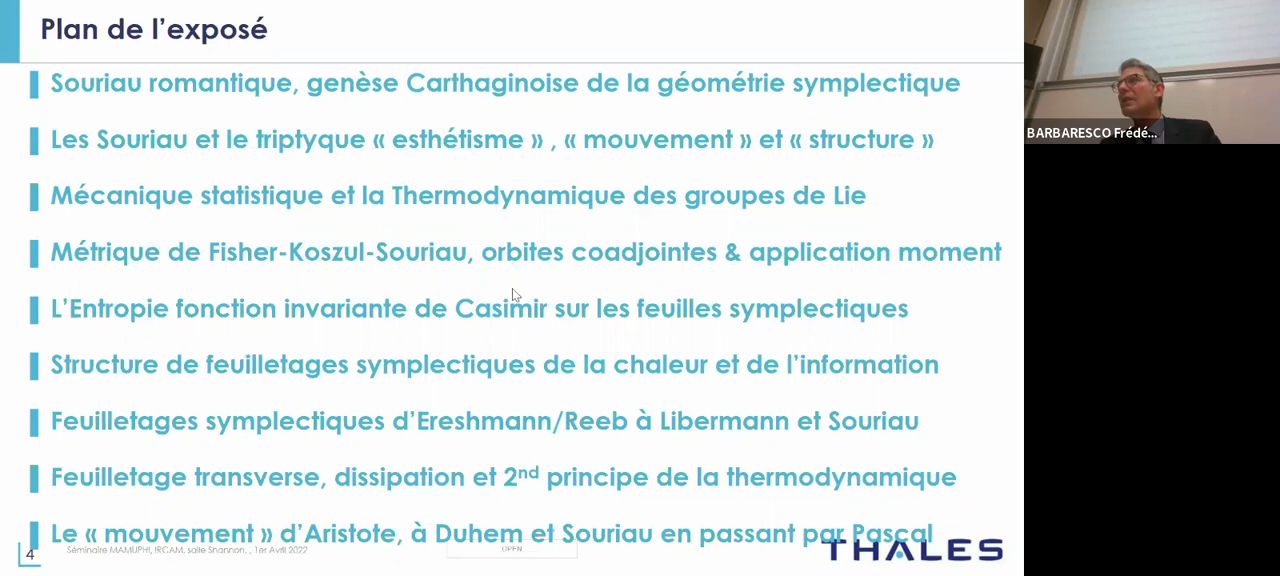 Plan de l'exposé
Souriau romantique, genèse Carthaginoise de la géométrie symplectique
Les Souriau et le triptyque « esthétisme » , « mouvement » et « structure »
Mécanique statistique et la Thermodynamique des groupes de Lie
Métrique de Fisher-Koszul-Souriau, orbites coadjointes & application moment
L'Entropie fonction invariante de Casimir sur les feuilles symplectiques
Structure de feuilletages symplectiques de la chaleur et de l'information
Feuilletages symplectiques d'Ereshmann/Reeb à Libermann et Souriau
Feuilletage transverse, dissipation et 2nd principe de la thermodynamique
Le « mouvement » d'Aristote, à Duhem et Souriau en passant par Pascal
4
Séminaire MAMUPHI, IRCAM, salle Shannon, , 1er Avril 2022
OPEN
THALES
BARBARESCO Frédé...